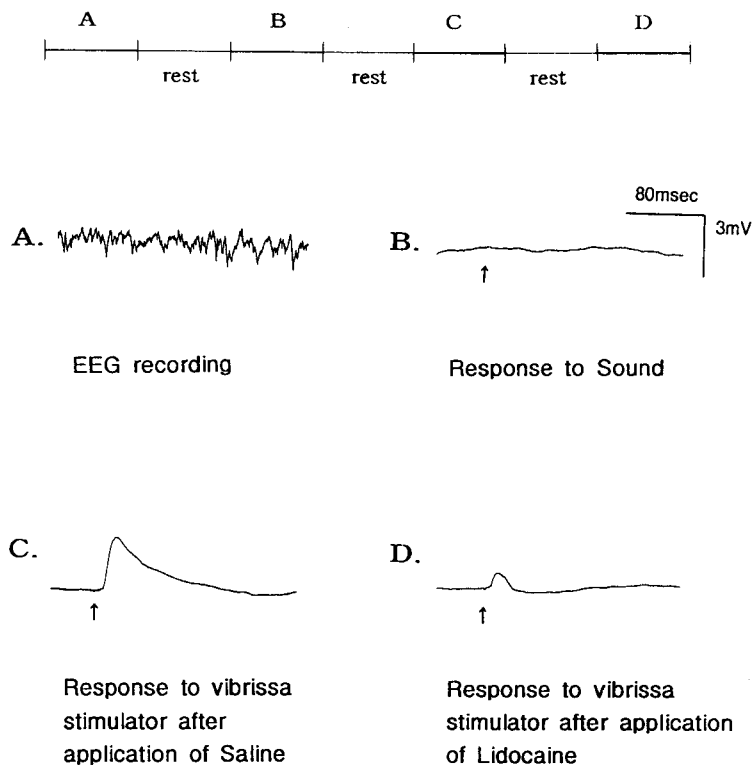 A B C D
rest rest rest
80msec
3mV
A. B.
↑
EEG recording Response to Sound
C. D.
↑ ↑
Response to vibrissa Response to vibrissa
stimulator after stimulator after application
application of Saline of Lidocaine